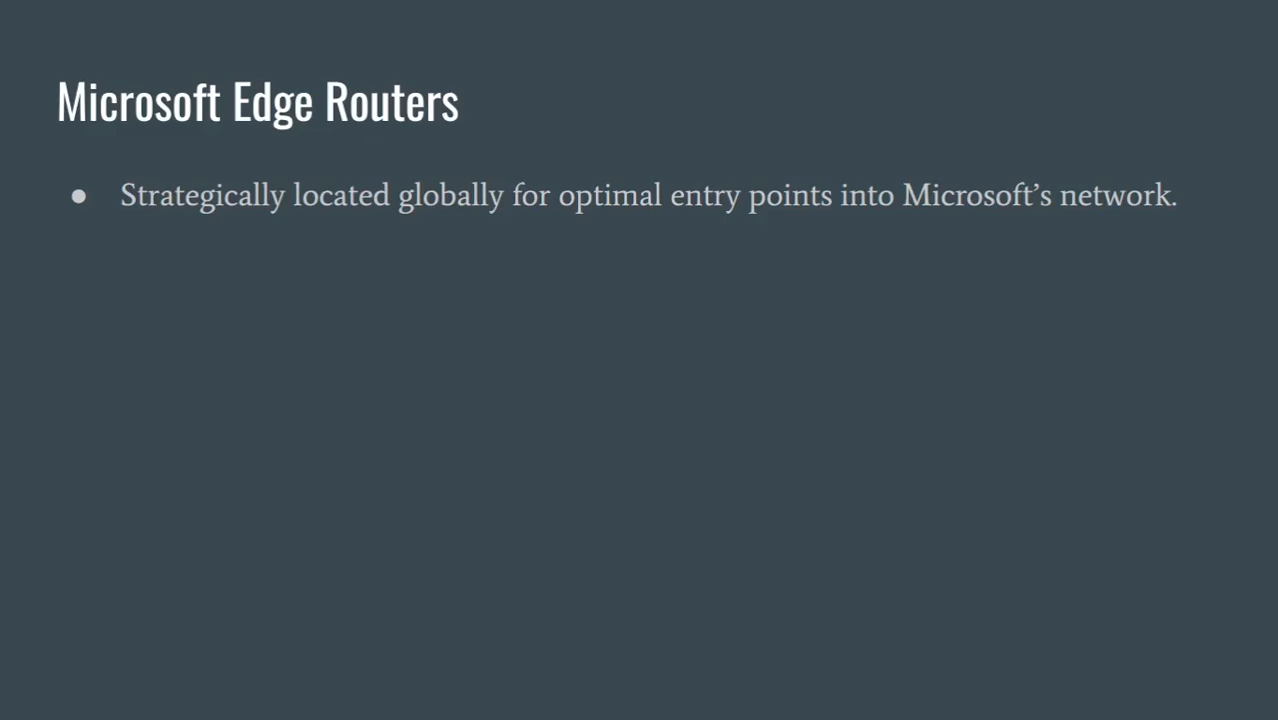 Microsoft Edge Routers
● Strategically located globally for optimal entry points into Microsoft’s network.